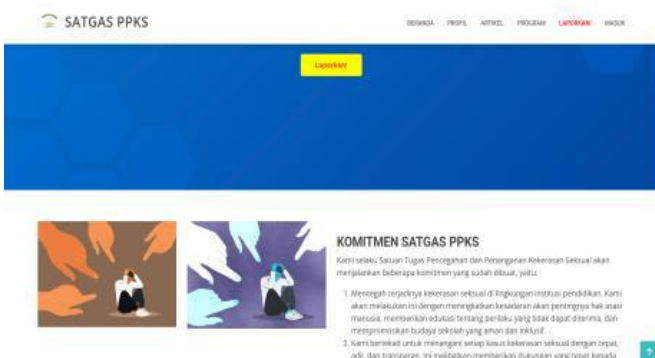 SATGAS PPKS
BERANDA PROFIL ARTIKEL PROGRAM LAPORKAN! MASUK
Laporkan!
KOMITMEN SATGAS PPKS
Kami selaku Satuan Tugas Pencegahan dan Penanganan Kekerasan Seksual akan
menjalankan beberapa komitmen yang sudah dibuat, yaitu:
1. Mencegah terjadinya kekerasan seksual di lingkungan institusi pendidikan. Kami
akan melakukan ini dengan meningkatkan kesadaran akan pentingnya hak asasi
manusia, memberikan edukasi tentang perilaku yang tidak dapat diterima, dan
mempromosikan budaya sekolah yang aman dan inklusif.
2. Kami bertekad untuk menangani setiap kasus kekerasan seksual dengan cepat,
adil, dan transparan. Ini melibatkan memberikan dukungan yang tepat kepada